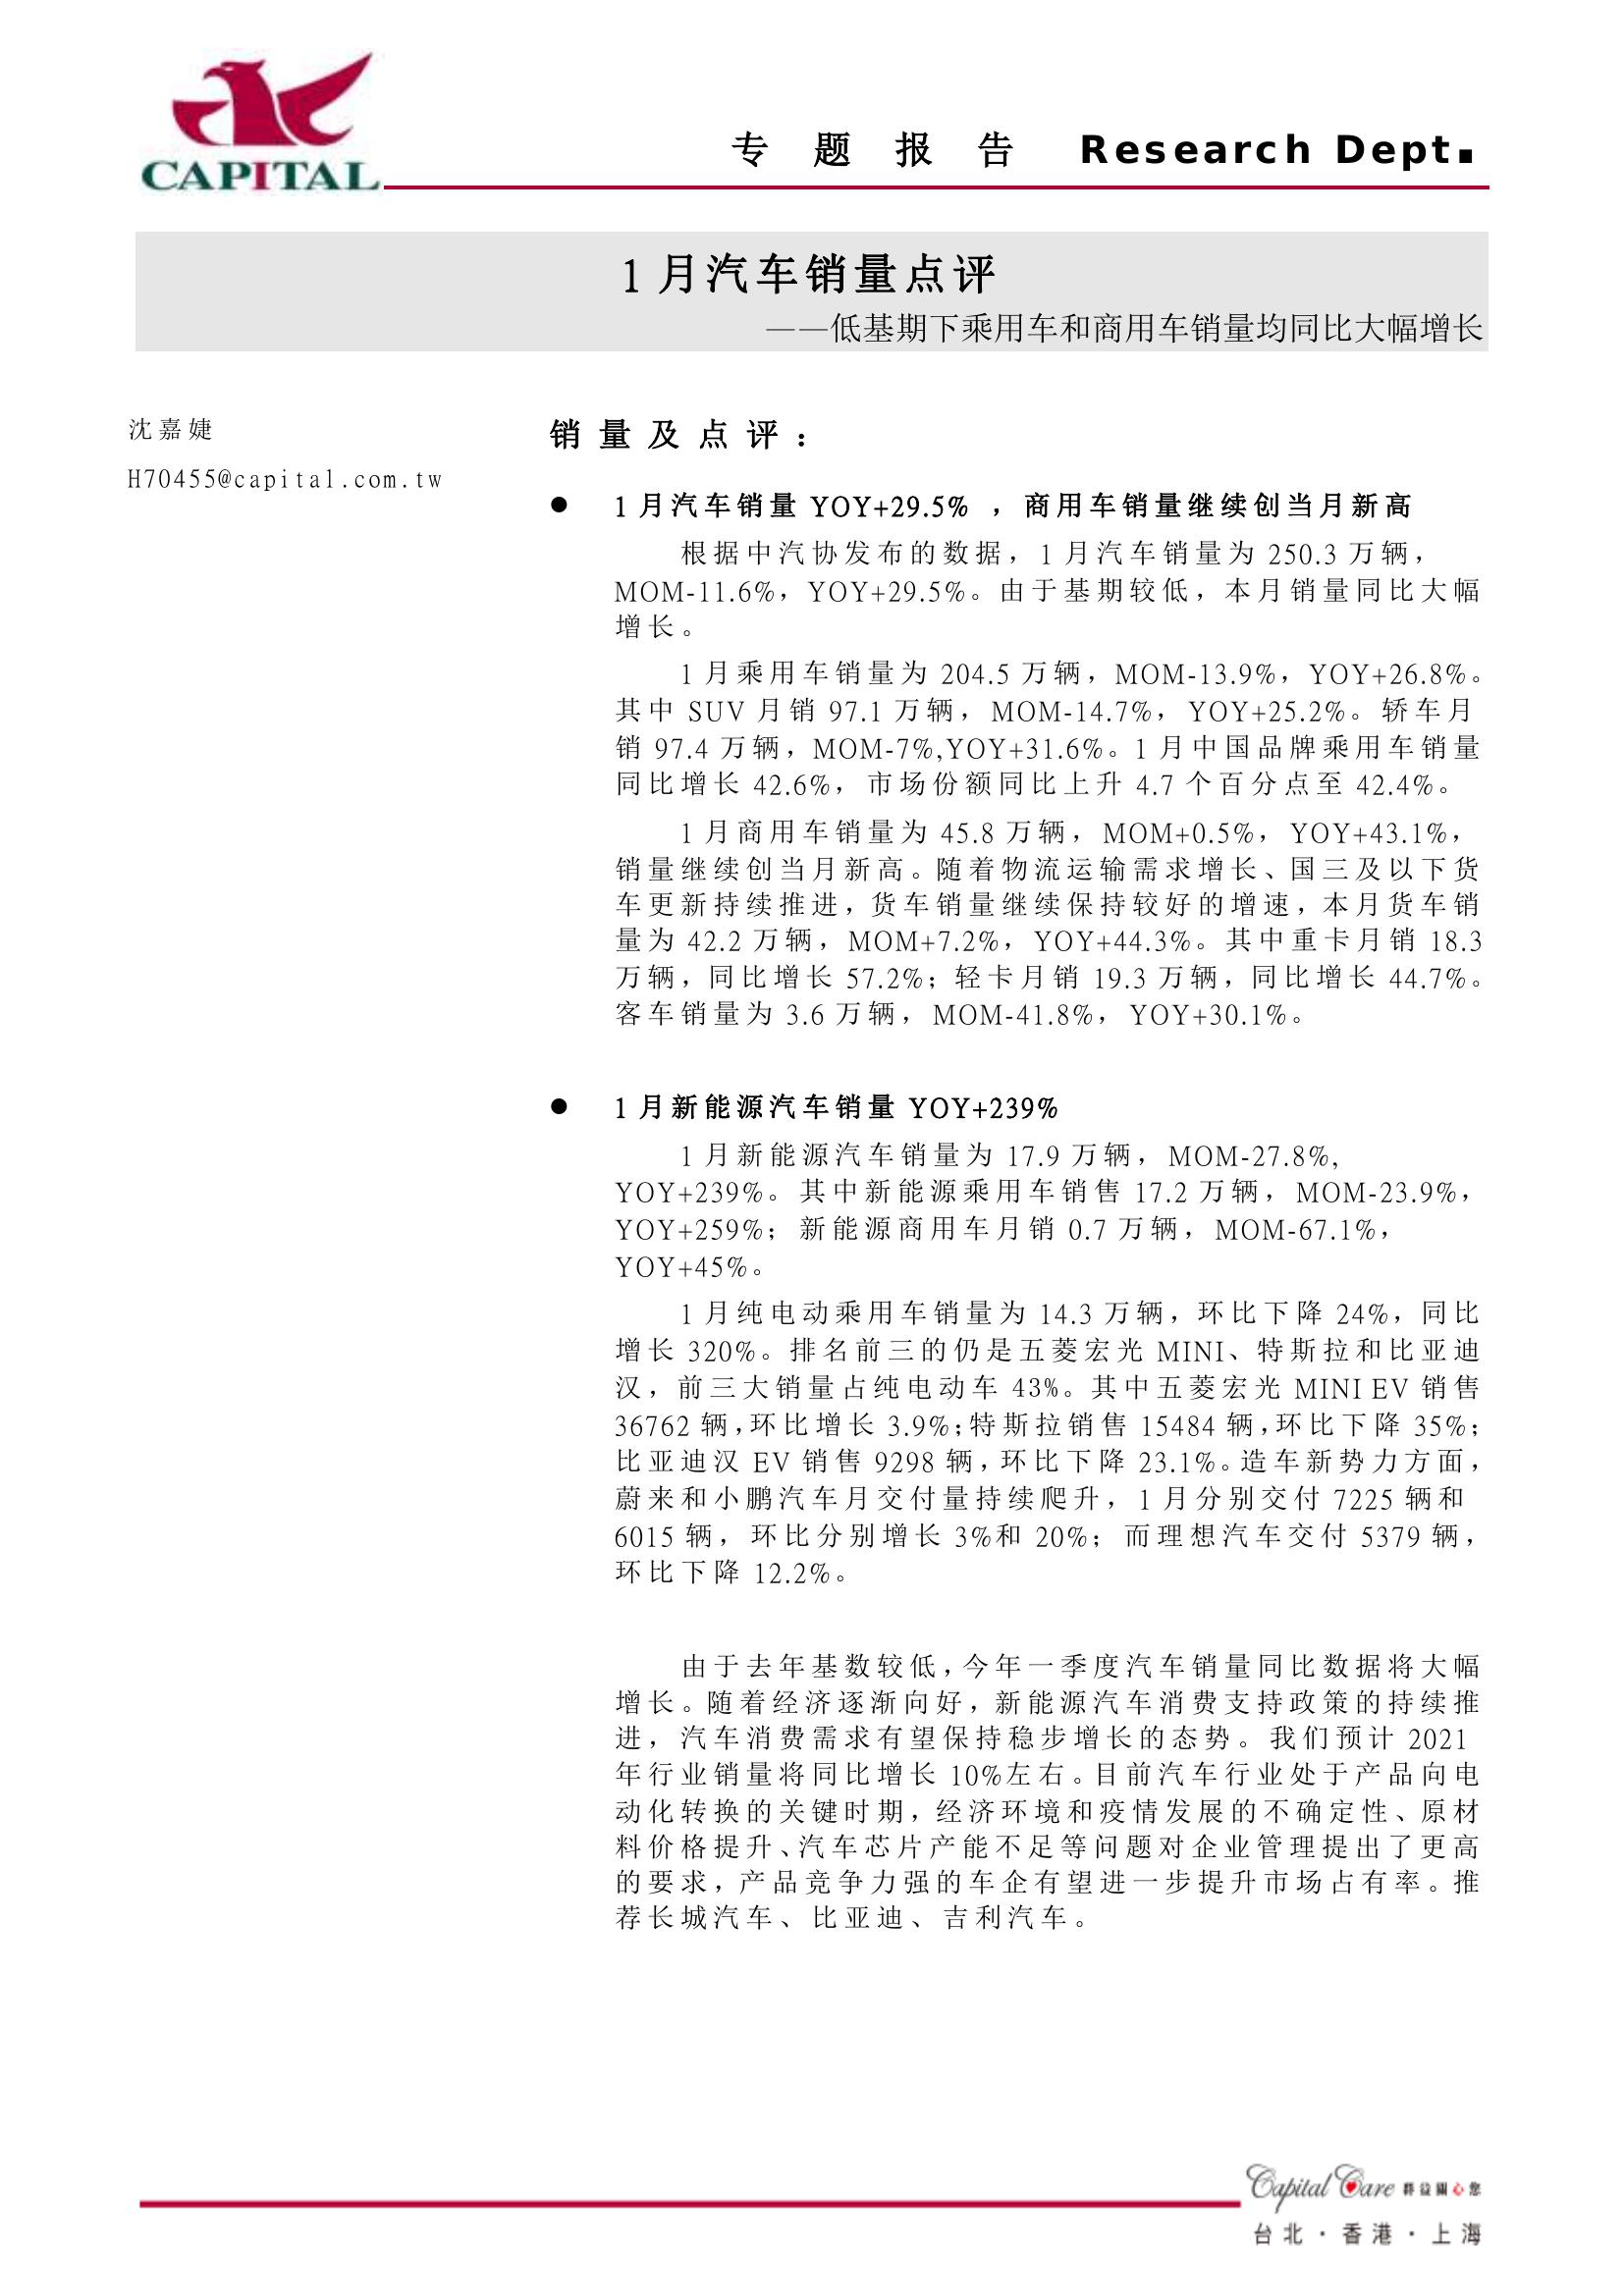 CAPITAL
专 题 报 告 Research Dept.
1 月汽车销量点评
——低基期下乘用车和商用车销量均同比大幅增长
沈嘉婕
H70455@capital.com.tw
销 量 及 点 评 ：
● 1 月汽车销量 YOY+29.5% ，商用车销量继续创当月新高
根据中汽协发布的数据，1 月汽车销量为 250.3 万辆，
MOM-11.6%，YOY+29.5%。由于基期较低，本月销量同比大幅
增长。
1 月乘用车销量为 204.5 万辆，MOM-13.9%，YOY+26.8%。
其中 SUV 月销 97.1 万辆，MOM-14.7%，YOY+25.2%。轿车月
销 97.4 万辆，MOM-7%,YOY+31.6%。1 月中国品牌乘用车销量
同比增长 42.6%，市场份额同比上升 4.7 个百分点至 42.4%。
1 月商用车销量为 45.8 万辆，MOM+0.5%，YOY+43.1%，
销量继续创当月新高。随着物流运输需求增长、国三及以下货
车更新持续推进，货车销量继续保持较好的增速，本月货车销
量为 42.2 万辆，MOM+7.2%，YOY+44.3%。其中重卡月销 18.3
万辆，同比增长 57.2%；轻卡月销 19.3 万辆，同比增长 44.7%。
客车销量为 3.6 万辆，MOM-41.8%，YOY+30.1%。
● 1 月新能源汽车销量 YOY+239%
1 月新能源汽车销量为 17.9 万辆，MOM-27.8%,
YOY+239%。其中新能源乘用车销售 17.2 万辆，MOM-23.9%，
YOY+259%；新能源商用车月销 0.7 万辆，MOM-67.1%，
YOY+45%。
1 月纯电动乘用车销量为 14.3 万辆，环比下降 24%，同比
增长 320%。排名前三的仍是五菱宏光 MINI、特斯拉和比亚迪
汉，前三大销量占纯电动车 43%。其中五菱宏光 MINI EV 销售
36762 辆，环比增长 3.9%；特斯拉销售 15484 辆，环比下降 35%；
比亚迪汉 EV 销售 9298 辆，环比下降 23.1%。造车新势力方面，
蔚来和小鹏汽车月交付量持续爬升，1 月分别交付 7225 辆和
6015 辆，环比分别增长 3%和 20%；而理想汽车交付 5379 辆，
环比下降 12.2%。
由于去年基数较低，今年一季度汽车销量同比数据将大幅
增长。随着经济逐渐向好，新能源汽车消费支持政策的持续推
进，汽车消费需求有望保持稳步增长的态势。我们预计 2021
年行业销量将同比增长 10%左右。目前汽车行业处于产品向电
动化转换的关键时期，经济环境和疫情发展的不确定性、原材
料价格提升、汽车芯片产能不足等问题对企业管理提出了更高
的要求，产品竞争力强的车企有望进一步提升市场占有率。推
荐长城汽车、比亚迪、吉利汽车。
Capital Care 群益關心您
台北・香港・上海